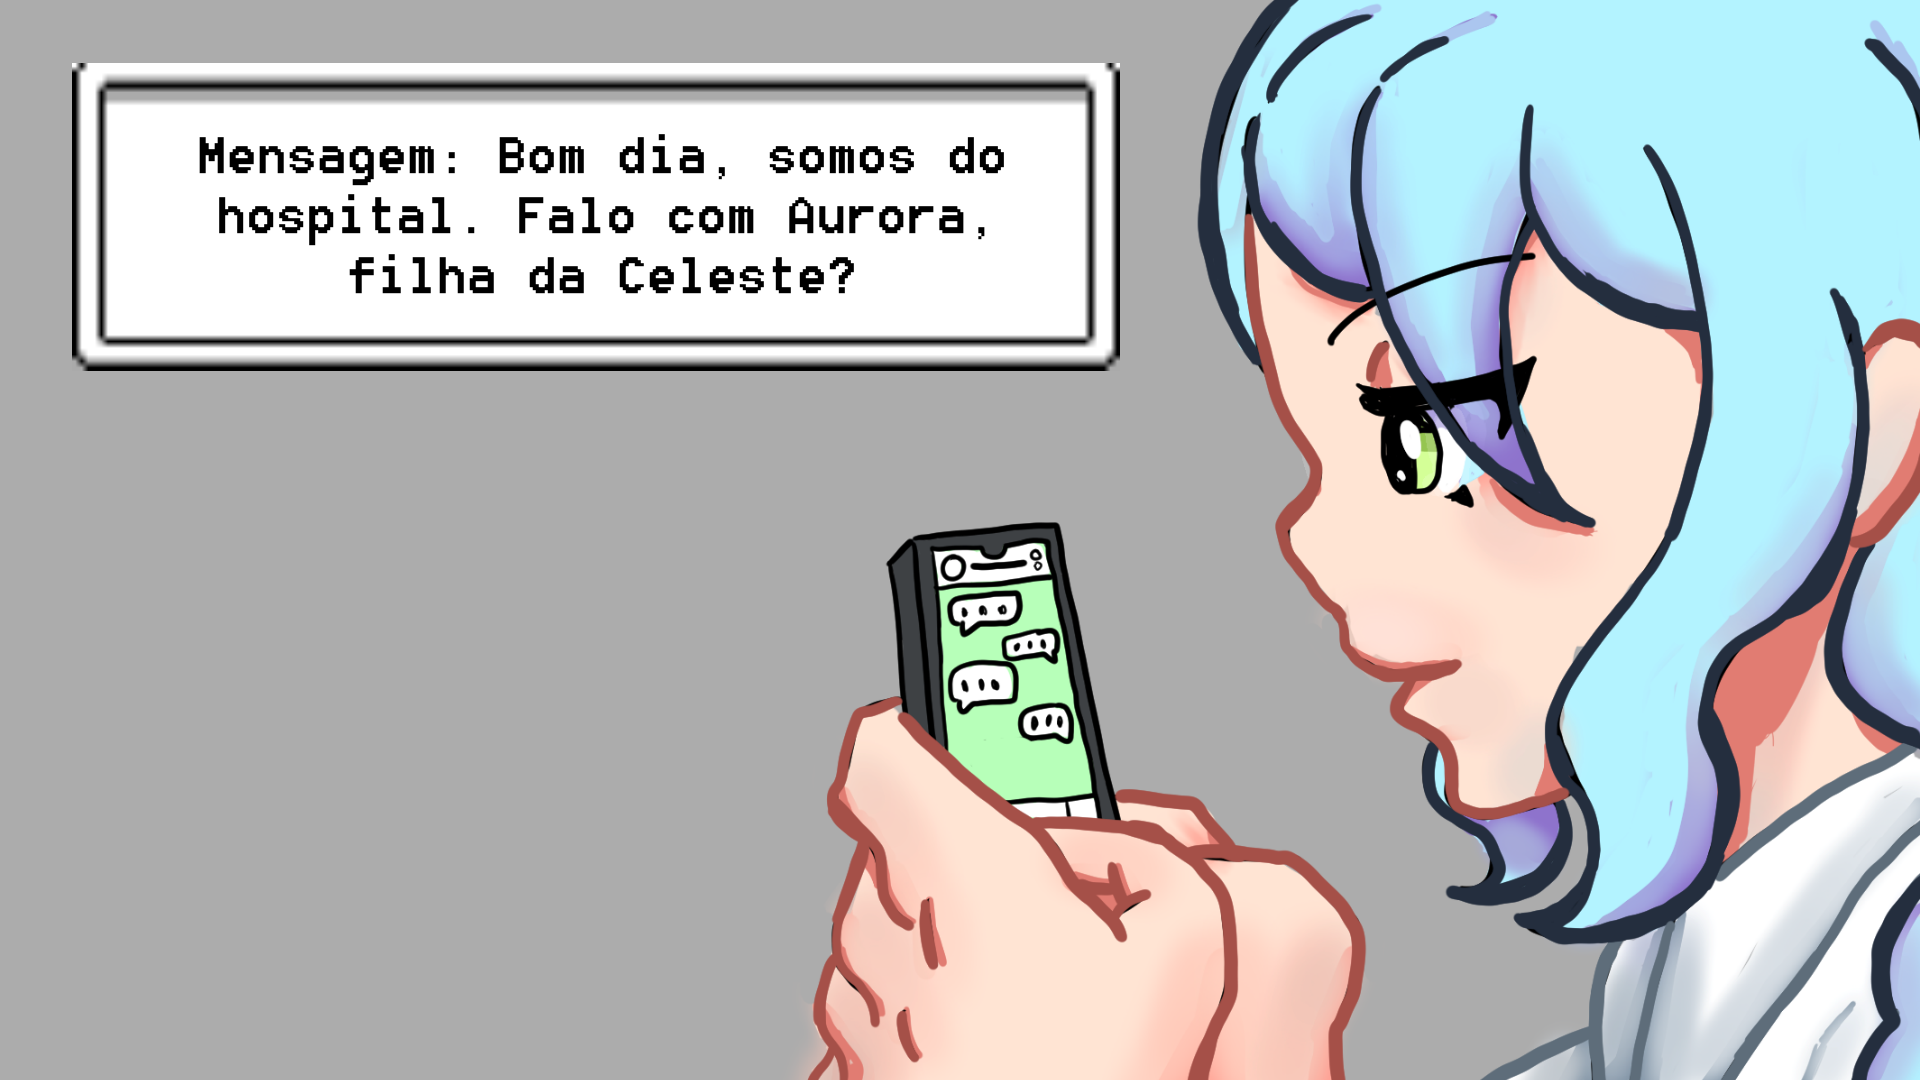 Mensagem: Bom dia, somos do
hospital. Falo com Aurora,
filha da Celeste?